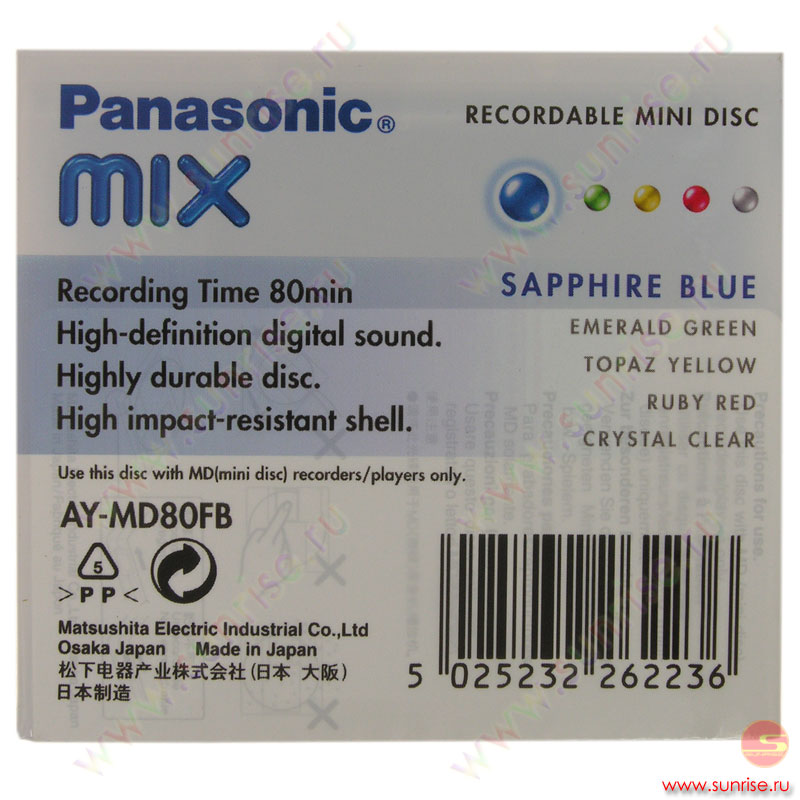 Panasonic®
RECORDABLE MINI DISC
mix
SAPPHIRE BLUE
EMERALD GREEN
TOPAZ YELLOW
RUBY RED
CRYSTAL CLEAR
Recording Time 80min
High-definition digital sound.
Highly durable disc.
High impact-resistant shell.
Use this disc with MD(mini disc) recorders/players only.
AY-MD80FB
5
>PP<
Matsushita Electric Industrial Co.,Ltd
Osaka Japan Made in Japan
松下电器产业株式会社(日本 大阪)
日本制造
5 025232 262236
www.sunrise.ru
www.sunrise.ru